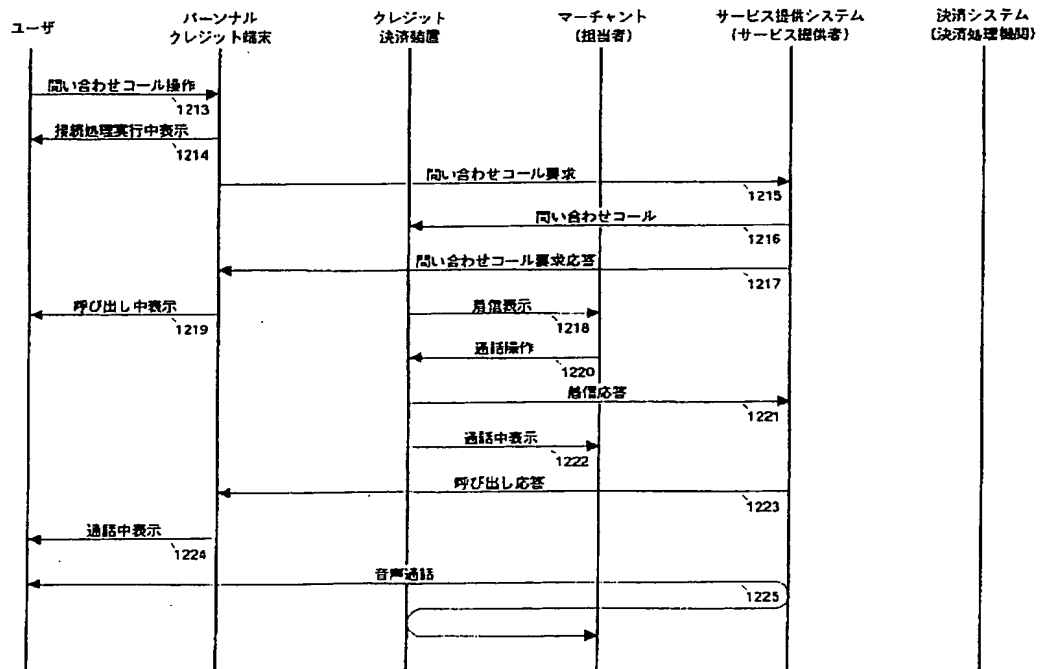 ユーザ
パーソナル
クレジット端末
クレジット
決済装置
マーチャント
(担当者)
サービス提供システム
(サービス提供者)
決済システム
(決済処理機関)
問い合わせコール操作
1213
接続処理実行中表示
1214
問い合わせコール要求
1215
問い合わせコール
1216
問い合わせコール要求応答
1217
呼び出し中表示
1219
着信表示
1218
通話操作
1220
着信応答
1221
通話中表示
1222
呼び出し応答
1223
通話中表示
1224
音声通話
1225